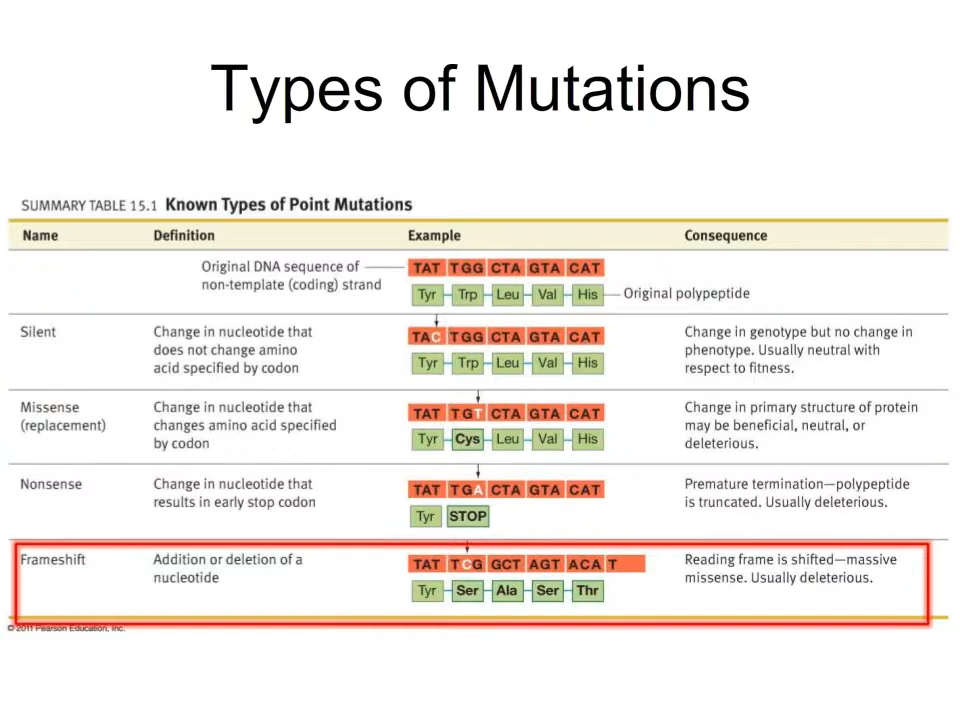 Types of Mutations
SUMMARY TABLE 15.1 Known Types of Point Mutations
Name Definition Example Consequence
Original DNA sequence of
non-template (coding) strand
TAT TGG CTA GTA CAT
Tyr Trp Leu Val His Original polypeptide
Silent
Change in nucleotide that
does not change amino
acid specified by codon
TAC TGG CTA GTA CAT
Tyr Trp Leu Val His
Change in genotype but no change in
phenotype. Usually neutral with
respect to fitness.
Missense
(replacement)
Change in nucleotide that
changes amino acid specified
by codon
TAT TGT CTA GTA CAT
Tyr Cys Leu Val His
Change in primary structure of protein
may be beneficial, neutral, or
deleterious.
Nonsense
Change in nucleotide that
results in early stop codon
TAT TGA CTA GTA CAT
Tyr STOP
Premature termination—polypeptide
is truncated. Usually deleterious.
Frameshift
Addition or deletion of a
nucleotide
TAT TCG GCT AGT ACA T
Tyr Ser Ala Ser Thr
Reading frame is shifted—massive
missense. Usually deleterious.
© 2011 Pearson Education, Inc.